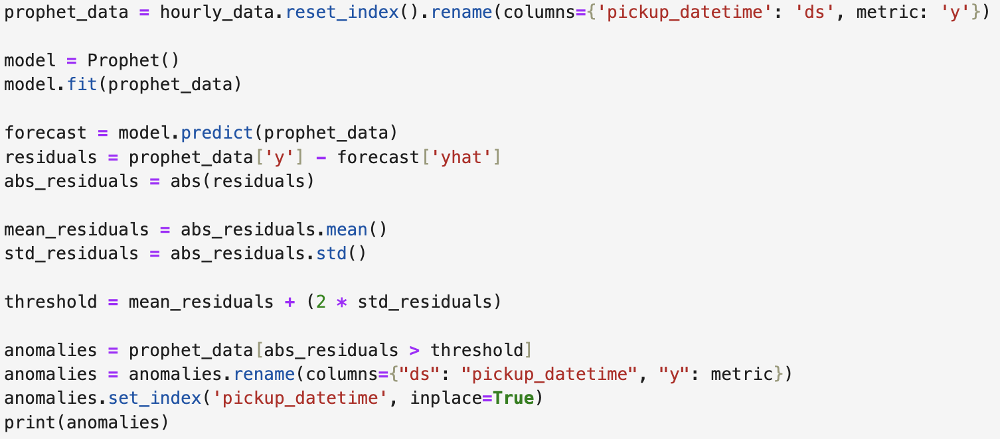 prophet_data = hourly_data.reset_index().rename(columns={'pickup_datetime': 'ds', metric: 'y'})
model = Prophet()
model.fit(prophet_data)
forecast = model.predict(prophet_data)
residuals = prophet_data['y'] - forecast['yhat']
abs_residuals = abs(residuals)
mean_residuals = abs_residuals.mean()
std_residuals = abs_residuals.std()
threshold = mean_residuals + (2 * std_residuals)
anomalies = prophet_data[abs_residuals > threshold]
anomalies = anomalies.rename(columns={"ds": "pickup_datetime", "y": metric})
anomalies.set_index('pickup_datetime', inplace=True)
print(anomalies)